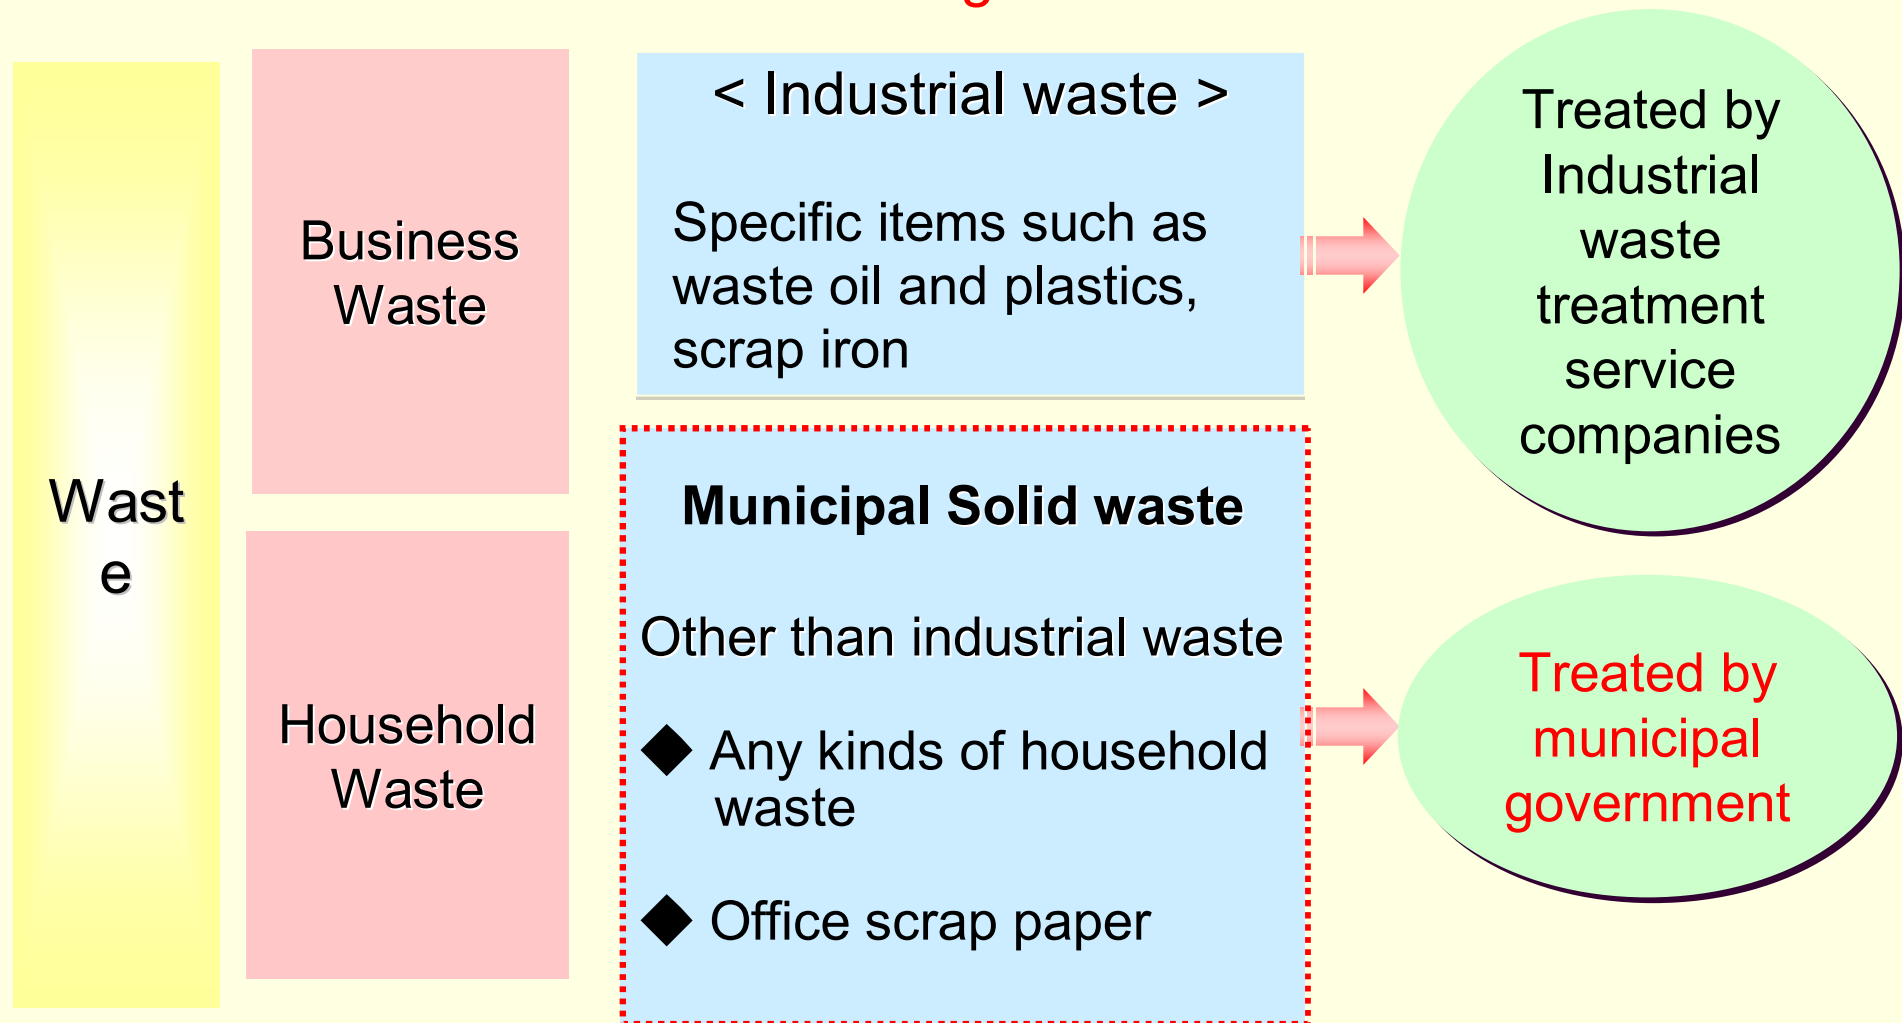 Wast
e
Business
Waste
Household
Waste
< Industrial waste >
Specific items such as
waste oil and plastics,
scrap iron
Municipal Solid waste
Other than industrial waste
◆ Any kinds of household
waste
◆ Office scrap paper
Treated by
Industrial
waste
treatment
service
companies
Treated by
municipal
government